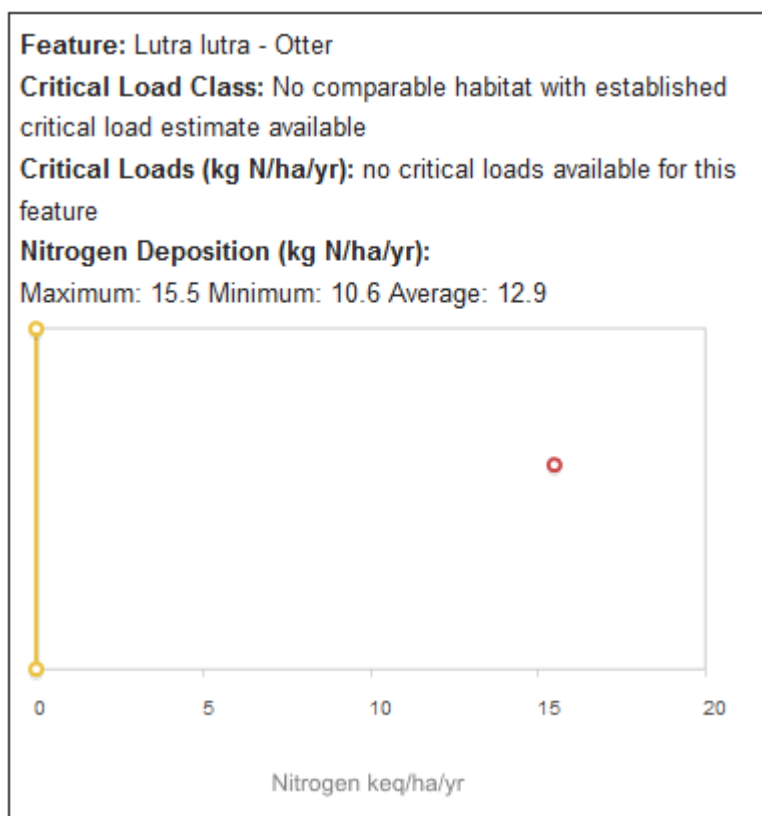 Feature: Lutra lutra - Otter
Critical Load Class: No comparable habitat with established
critical load estimate available
Critical Loads (kg N/ha/yr): no critical loads available for this
feature
Nitrogen Deposition (kg N/ha/yr):
Maximum: 15.5 Minimum: 10.6 Average: 12.9
0 5 10 15 20
Nitrogen keq/ha/yr